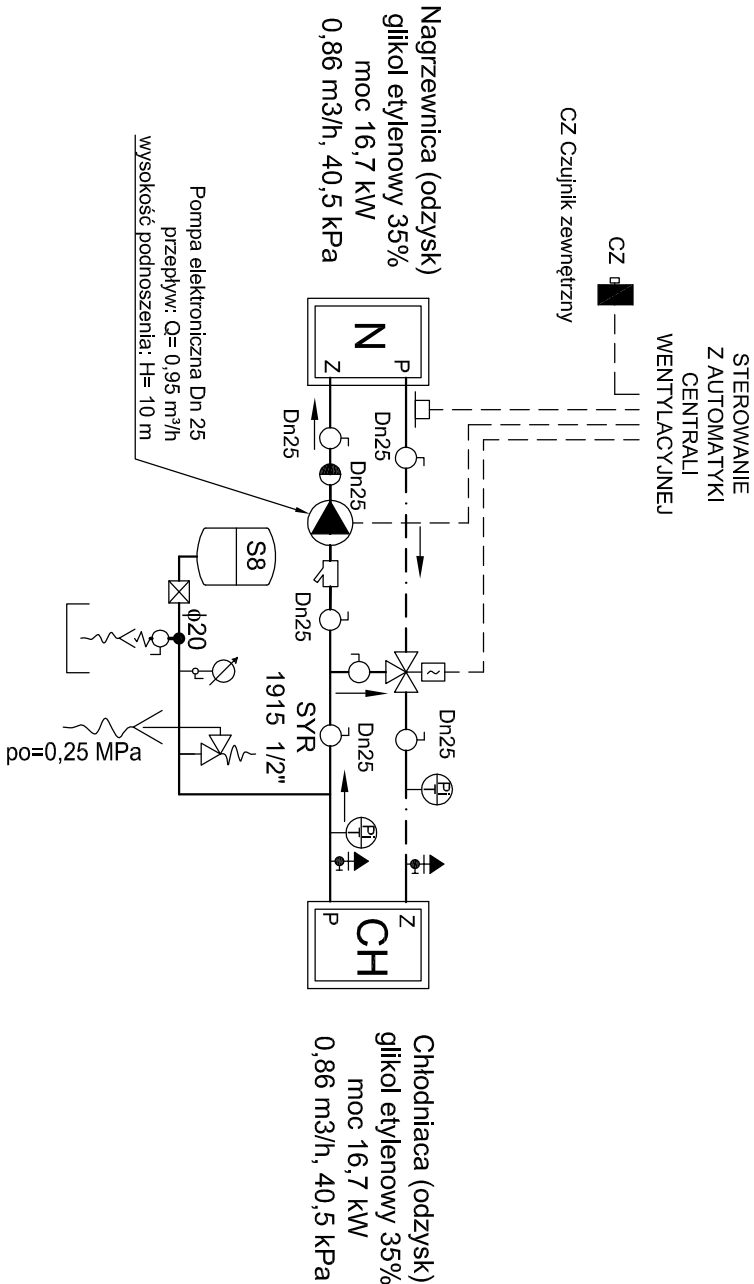 Nagrzewnica (odzysk)
glikol etylenowy 35%
moc 16,7 kW
0,86 m3/h, 40,5 kPa
CZ Czujnik zewnętrzny
CZ
STEROWANIE
Z AUTOMATYKI
CENTRALI
WENTYLACYJNEJ
Pompa elektroniczna Dn 25
przepływ: Q= 0,95 m³/h
wysokość podnoszenia: H= 10 m
N
P
Z
Dn25
Dn25
Dn25
Dn25
Dn25
Dn25
~
S8
ϕ20
SYR
1915 1/2"
po=0,25 MPa
Pi
Pi
CH
Z
P
Chłodniaca (odzysk)
glikol etylenowy 35%
moc 16,7 kW
0,86 m3/h, 40,5 kPa